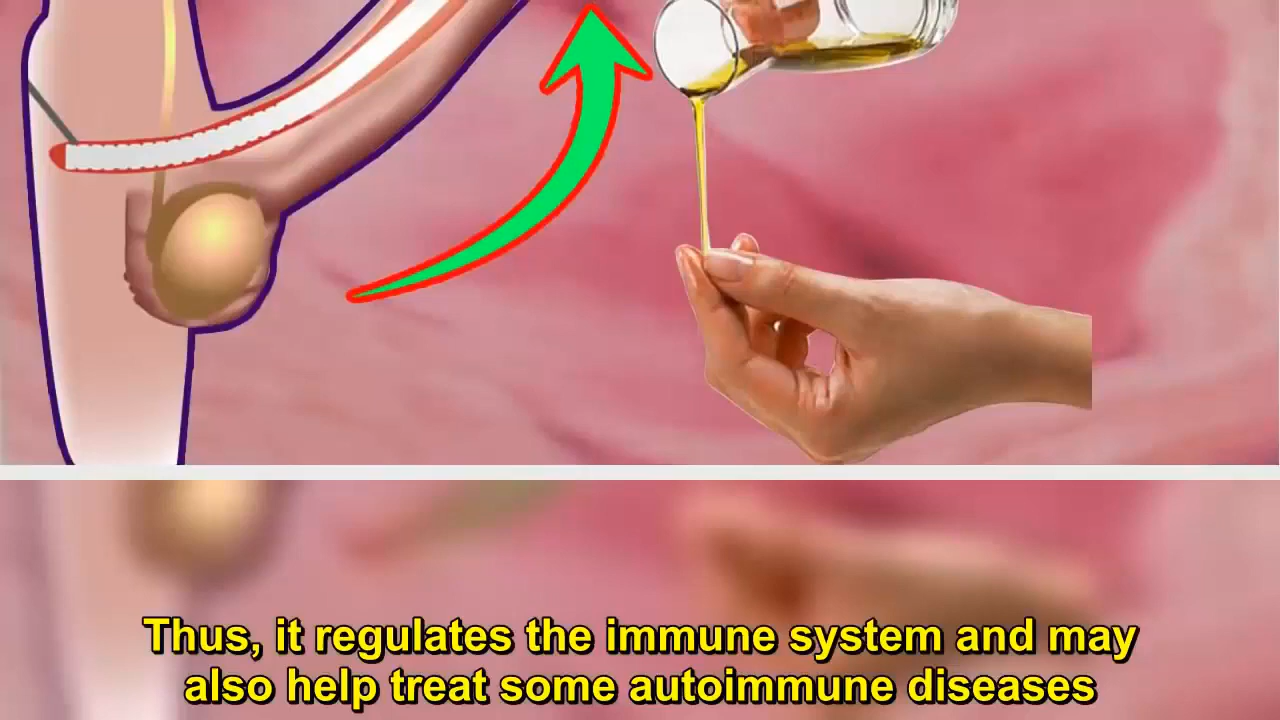 Thus, it regulates the immune system and may
also help treat some autoimmune diseases